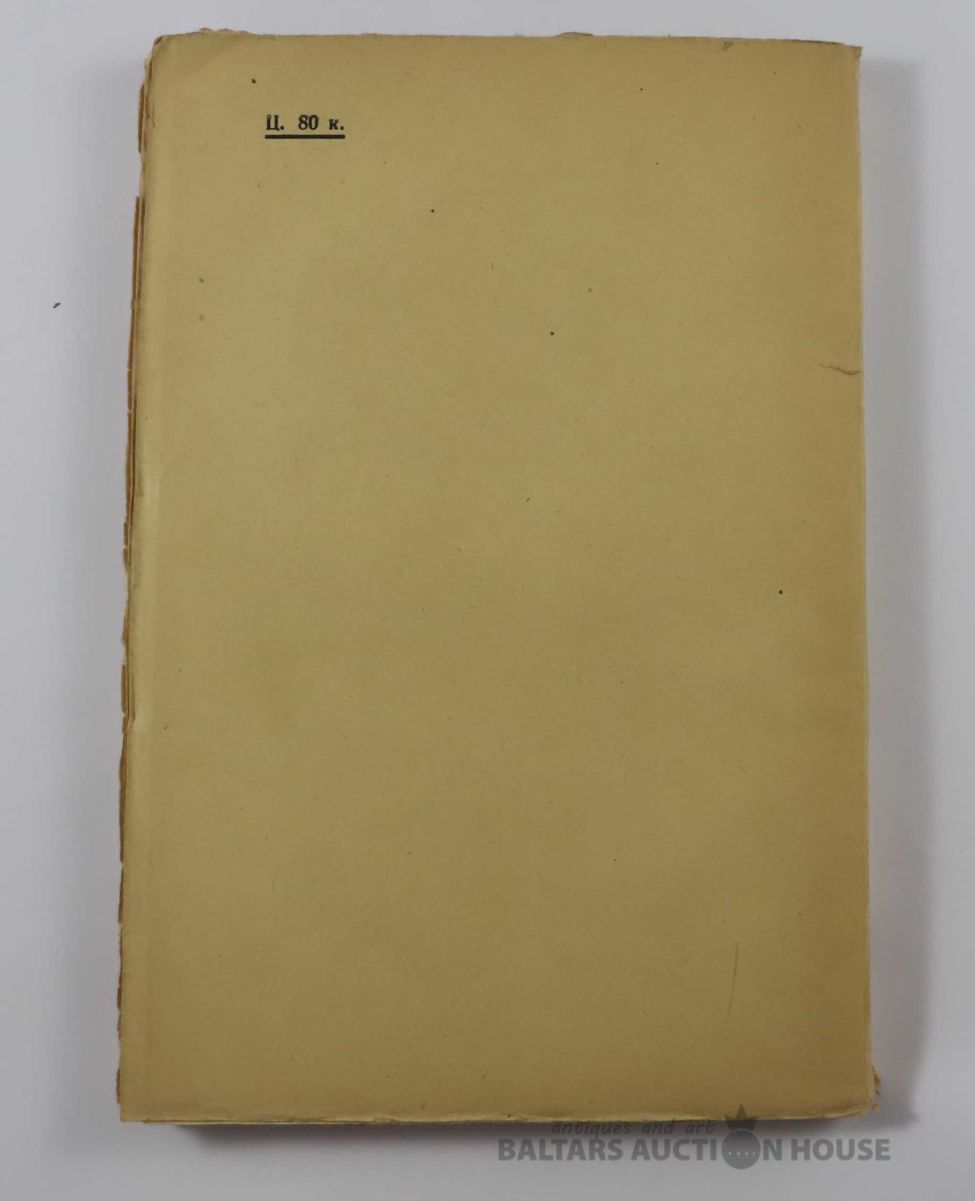 Ц. 80 к.
antiques and art
BALTARS AUCTION HOUSE